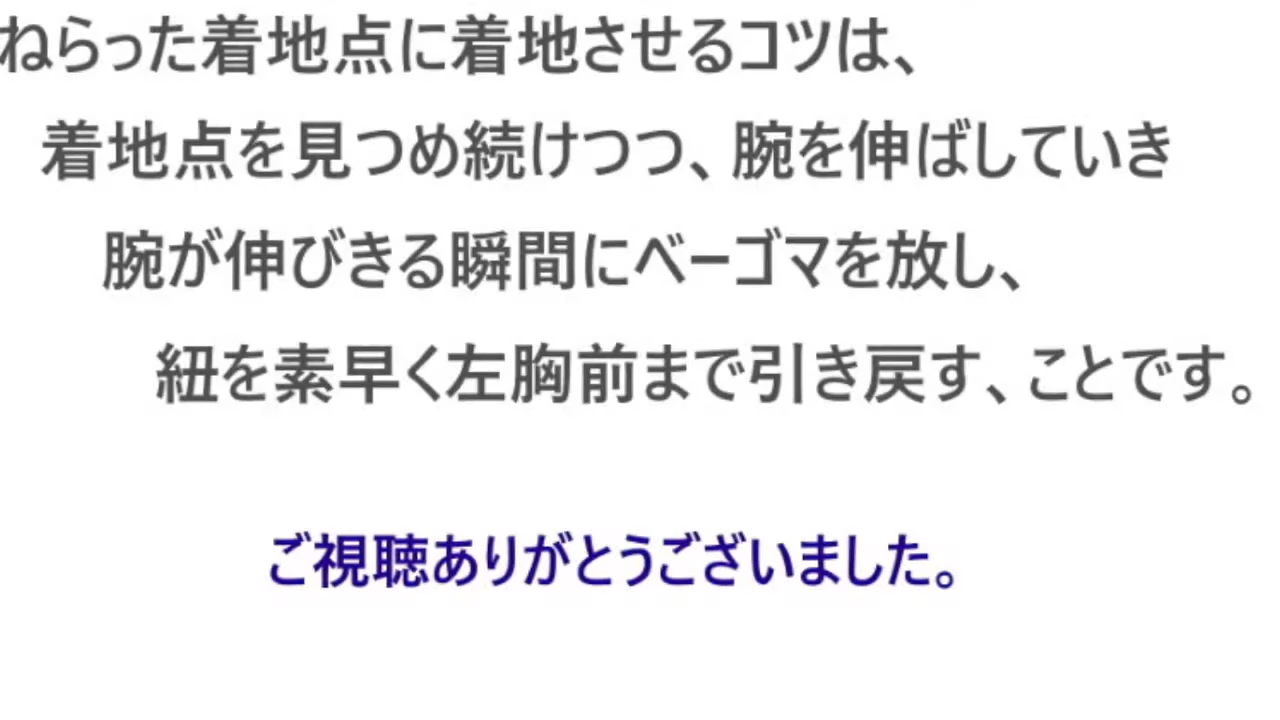 ねらった着地点に着地させるコツは、
着地点を見つめ続けつつ、腕を伸ばしていき
腕が伸びきる瞬間にベーゴマを放し、
紐を素早く左胸前まで引き戻す、ことです。
ご視聴ありがとうございました。